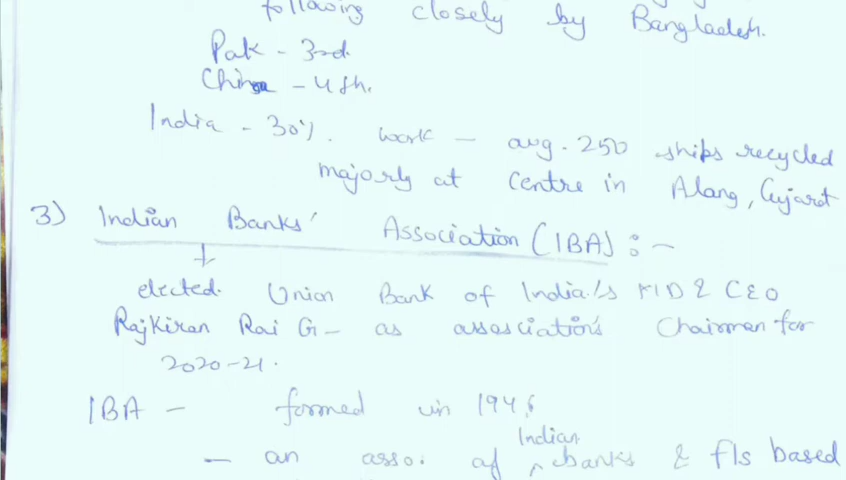 following closely by Bangladesh.
Pak - 3rd.
China - 4th.
India - 30%. work - avg. 250 ships recycled
majorly at centre in Alang, Gujarat
3) Indian Banks' Association (IBA) :-
elected Union Bank of India's MD & CEO
RajKiran Rai G - as association's Chairman for
2020-21.
IBA - formed in 1946
- an asso. of Indian banks & FIs based